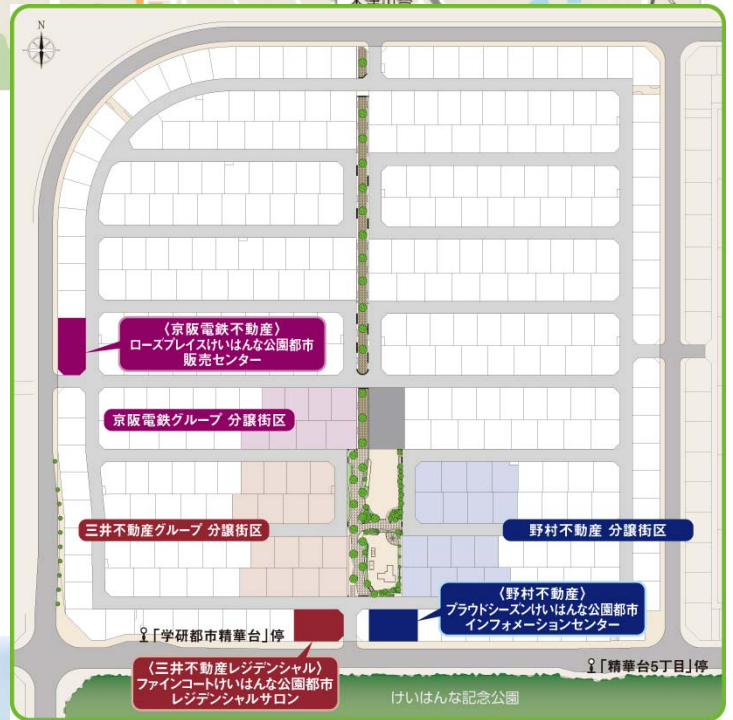 N
〈京阪電鉄不動産〉
ローズプレイスけいはんな公園都市
販売センター
京阪電鉄グループ 分譲街区
三井不動産グループ 分譲街区
野村不動産 分譲街区
〈野村不動産〉
プラウドシーズンけいはんな公園都市
インフォメーションセンター
「学研都市精華台」停
〈三井不動産レジデンシャル〉
ファインコートけいはんな公園都市
レジデンシャルサロン
「精華台5丁目」停
けいはんな記念公園